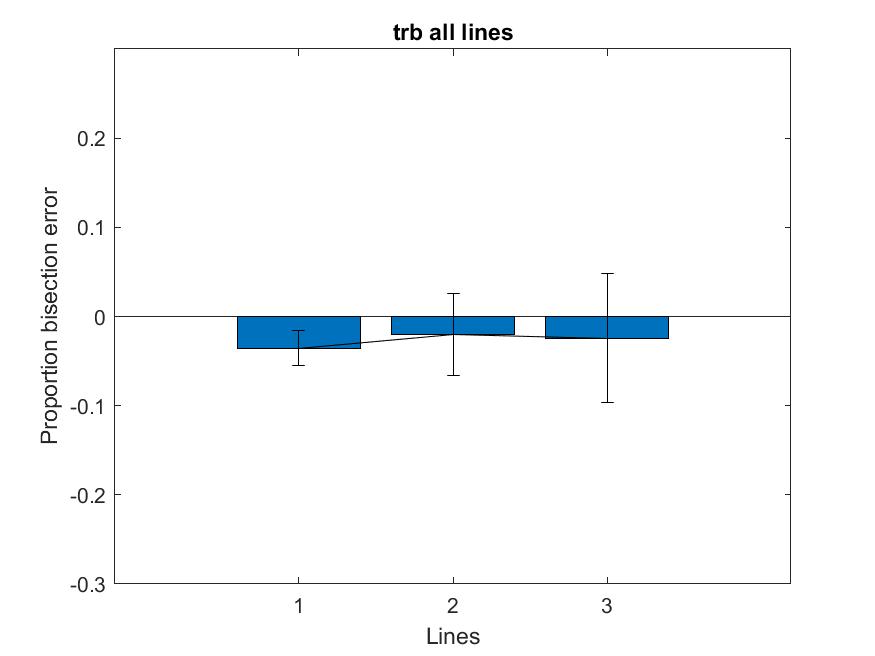 trb all lines
Proportion bisection error
0.2
0.1
0
-0.1
-0.2
-0.3
1 2 3
Lines